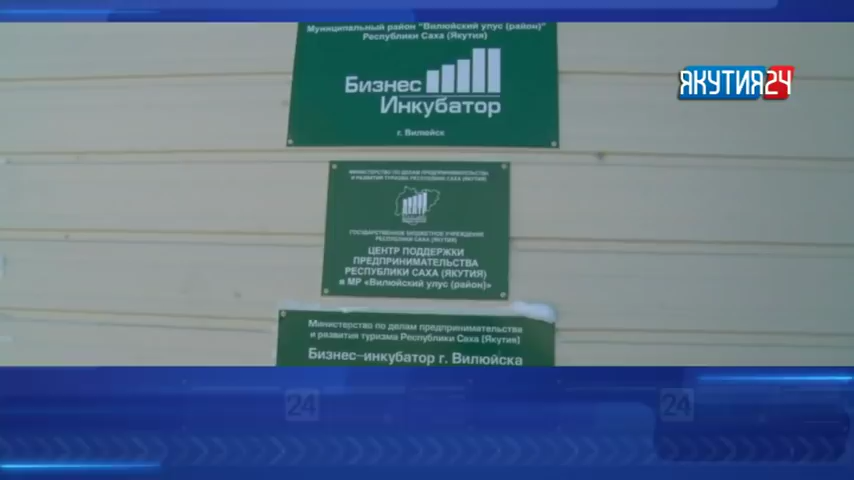 Муниципальный район "Вилюйский улус (район)"
Республики Саха (Якутия)
Бизнес
Инкубатор
г. Вилюйск
ЯКУТИЯ24
МИНИСТЕРСТВО ПО ДЕЛАМ ПРЕДПРИНИМАТЕЛЬСТВА
И РАЗВИТИЯ ТУРИЗМА РЕСПУБЛИКИ САХА (ЯКУТИЯ)
ГОСУДАРСТВЕННОЕ БЮДЖЕТНОЕ УЧРЕЖДЕНИЕ
РЕСПУБЛИКИ САХА (ЯКУТИЯ)
ЦЕНТР ПОДДЕРЖКИ
ПРЕДПРИНИМАТЕЛЬСТВА
РЕСПУБЛИКИ САХА (ЯКУТИЯ)
в МР «Вилюйский улус (район)»
Министерство по делам предпринимательства
и развития туризма Республики Саха (Якутия)
Бизнес-инкубатор г. Вилюйска
24
24